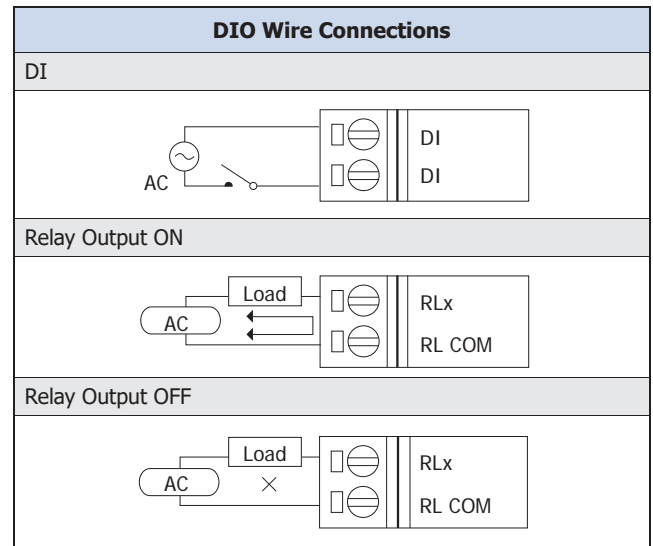 DIO Wire Connections
DI
DI
AC
DI
Relay Output ON
Load
RLx
AC
RL COM
Relay Output OFF
Load
RLx
AC
RL COM